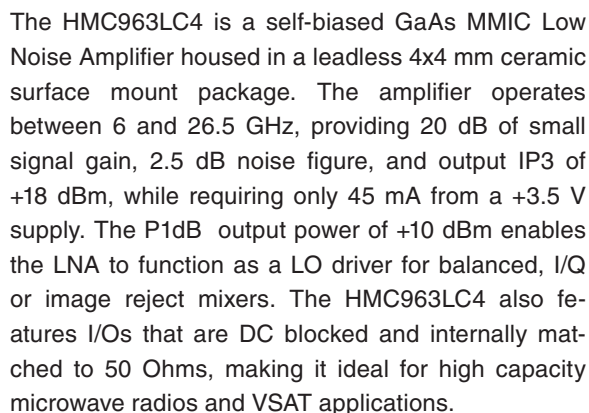 The HMC963LC4 is a self-biased GaAs MMIC Low
Noise Amplifier housed in a leadless 4x4 mm ceramic
surface mount package. The amplifier operates
between 6 and 26.5 GHz, providing 20 dB of small
signal gain, 2.5 dB noise figure, and output IP3 of
+18 dBm, while requiring only 45 mA from a +3.5 V
supply. The P1dB output power of +10 dBm enables
the LNA to function as a LO driver for balanced, I/Q
or image reject mixers. The HMC963LC4 also fe-
atures I/Os that are DC blocked and internally mat-
ched to 50 Ohms, making it ideal for high capacity
microwave radios and VSAT applications.